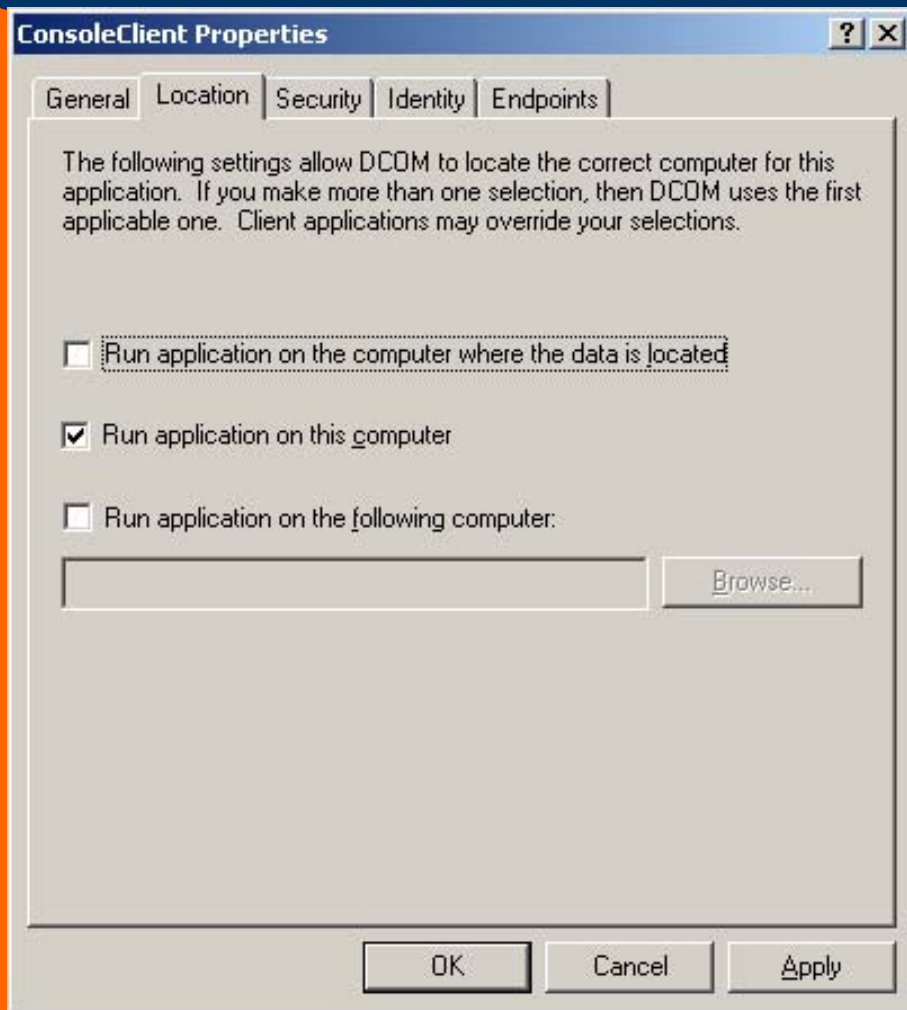 ConsoleClient Properties
General Location Security Identity Endpoints
The following settings allow DCOM to locate the correct computer for this
application. If you make more than one selection, then DCOM uses the first
applicable one. Client applications may override your selections.
Run application on the computer where the data is located
Run application on this computer
Run application on the following computer:
Browse...
OK Cancel Apply